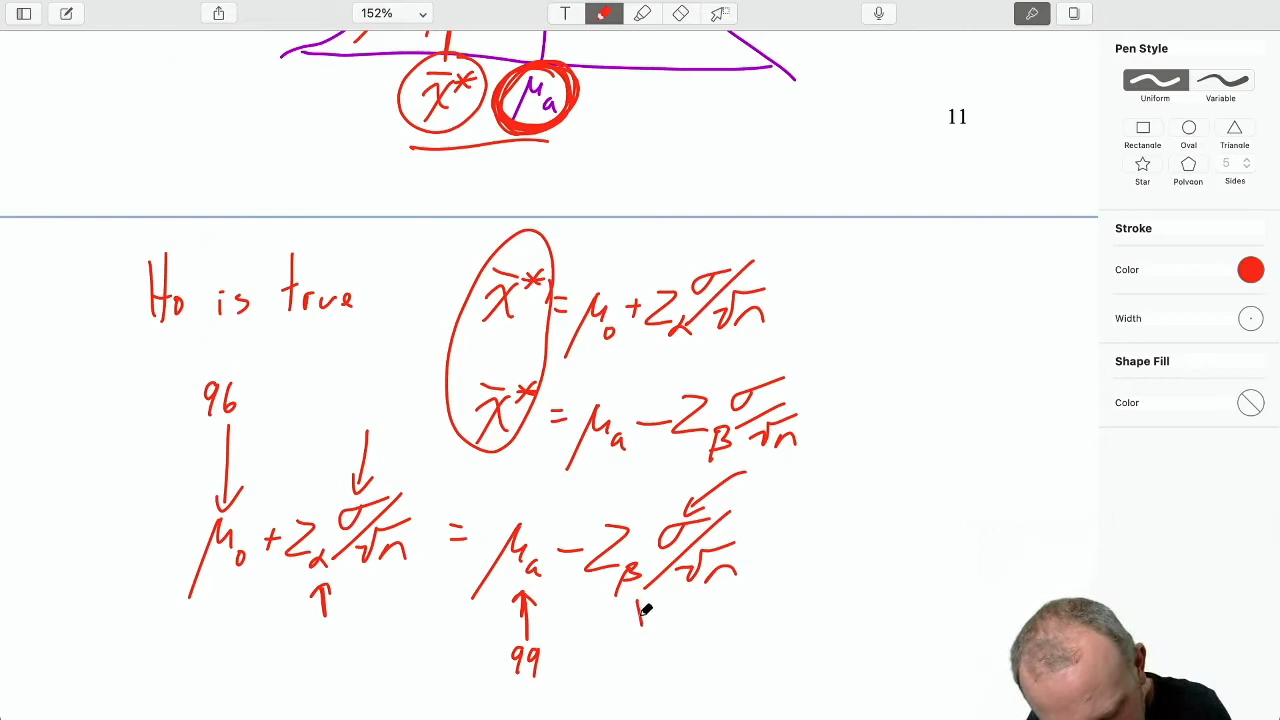 152%
T
Pen Style
Uniform Variable
Rectangle Oval Triangle
5
Star Polygon Sides
Stroke
Color
Width
Shape Fill
Color
x̄* μa
11
H0 is true
x̄* = μ0 + Zα σ/√n
x̄* = μa − Zβ σ/√n
96
μ0 + Zα σ/√n = μa − Zβ σ/√n
99